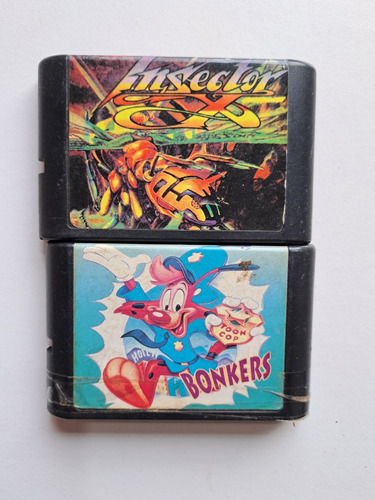 Insector
X
TOON
COP
BONKERS